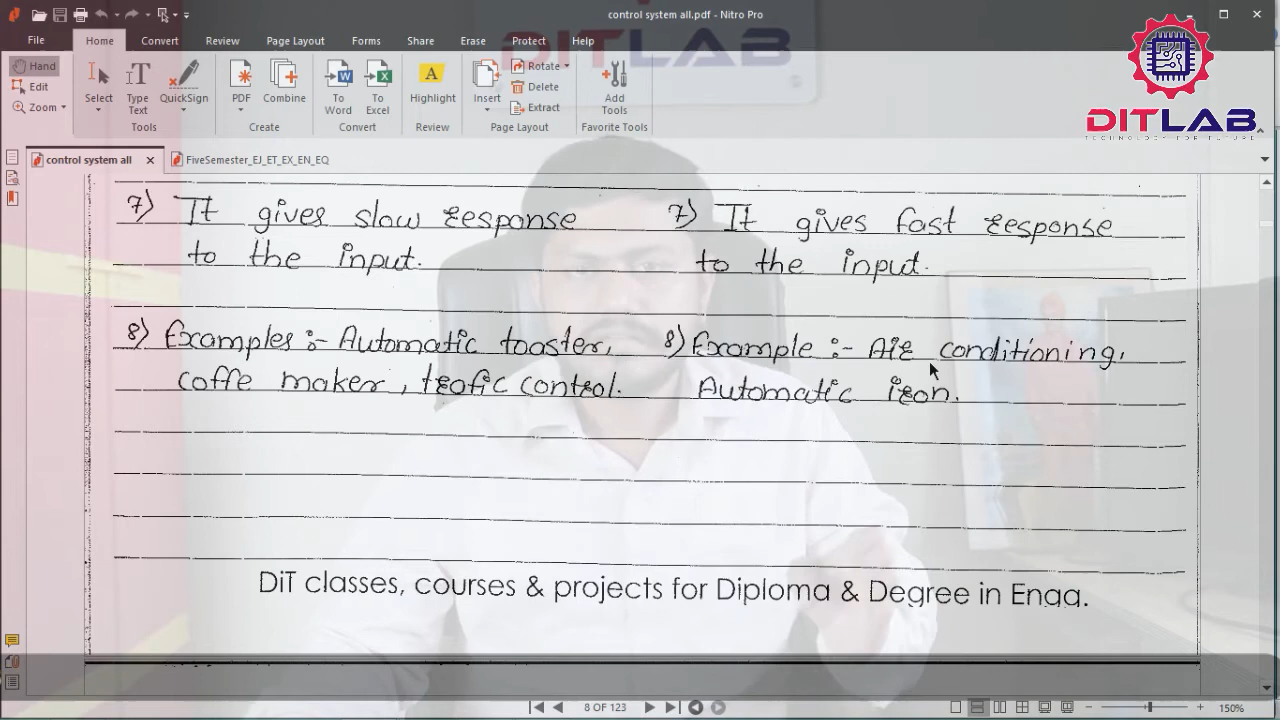 control system all.pdf - Nitro Pro
File Home Convert Review Page Layout Forms Share Erase Protect Help
Hand
Edit
Zoom
Select
Type Text
QuickSign
Tools
PDF
Combine
Create
To Word
To Excel
Convert
Highlight
Review
Insert
Rotate
Delete
Extract
Page Layout
Add Tools
Favorite Tools
DITLAB
TECHNOLOGY FOR FUTURE
control system all
FiveSemester_EJ_ET_EX_EN_EQ
7) It gives slow response
to the input.
7) It gives fast response
to the input.
8) Examples :- Automatic toaster,
coffe maker, trafic control.
8) Example :- Air conditioning,
Automatic iron.
DiT classes, courses & projects for Diploma & Degree in Engg.
8 OF 123
150%